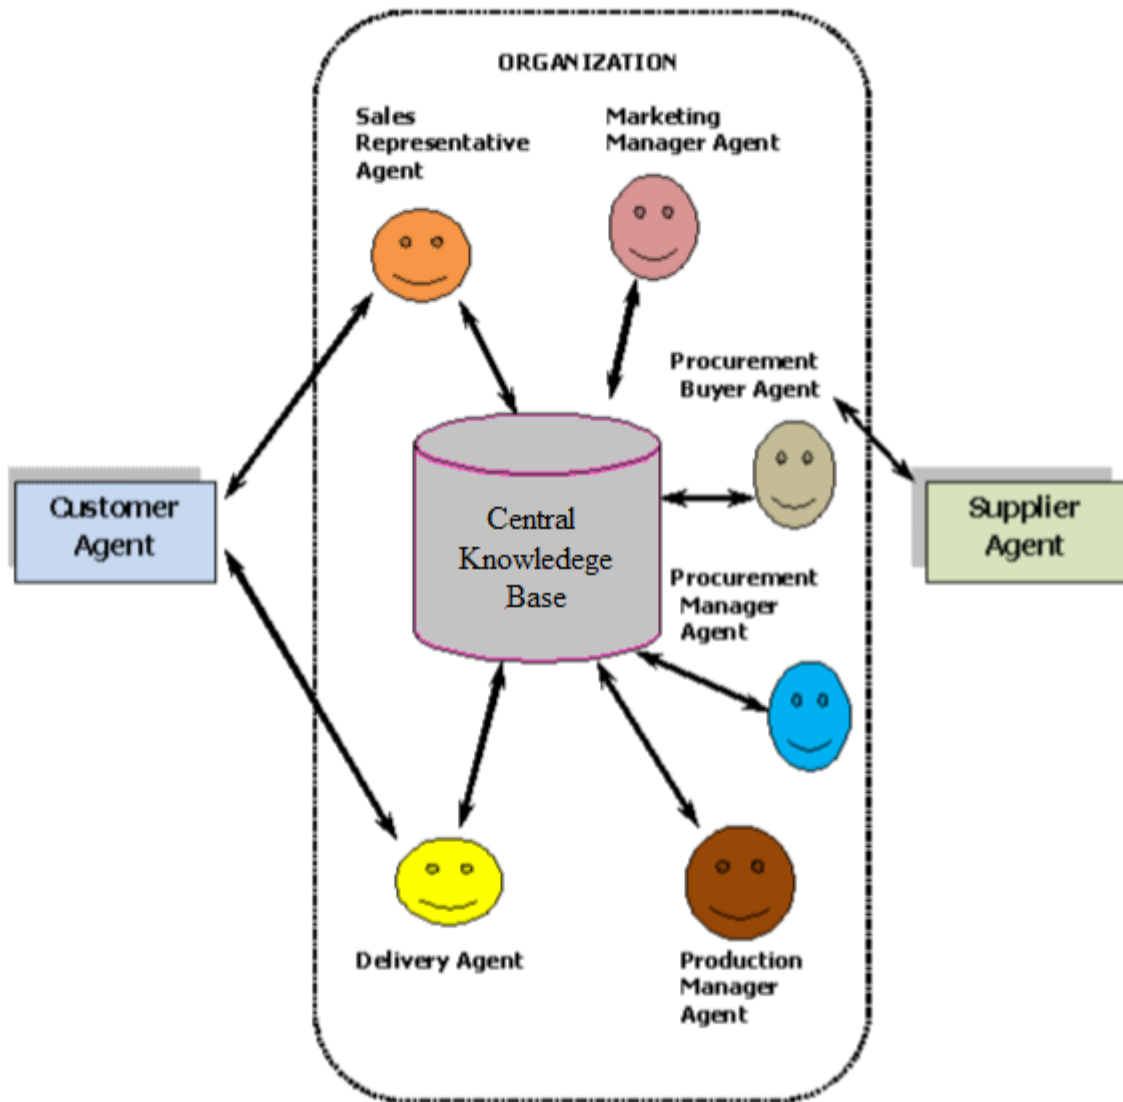 ORGANIZATION
Sales
Representative
Agent
Marketing
Manager Agent
Procurement
Buyer Agent
Customer
Agent
Central
Knowledege
Base
Supplier
Agent
Procurement
Manager
Agent
Delivery Agent
Production
Manager
Agent